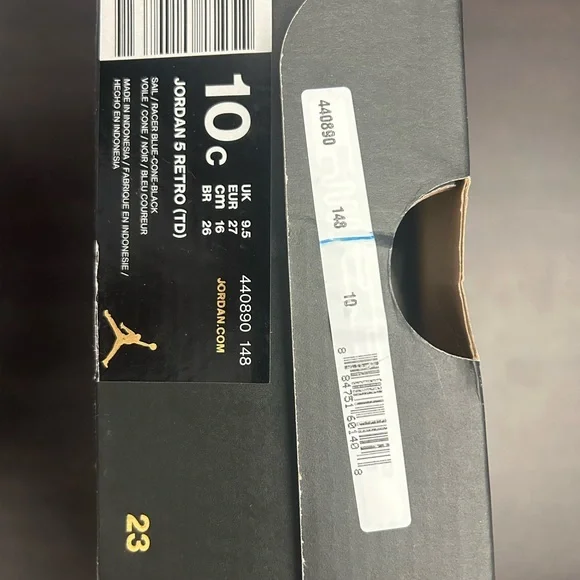 10C
UK 9.5
EUR 27
cm 16
BR 26
JORDAN 5 RETRO (TD)
440890 148
JORDAN.COM
SAIL / RACER BLUE-CONE-BLACK
VOILE / CONE / NOIR / BLEU COUREUR
MADE IN INDONESIA / FABRIQUE EN INDONESIE /
HECHO EN INDONESIA
23
440890 148 10
8 84751 60140 8